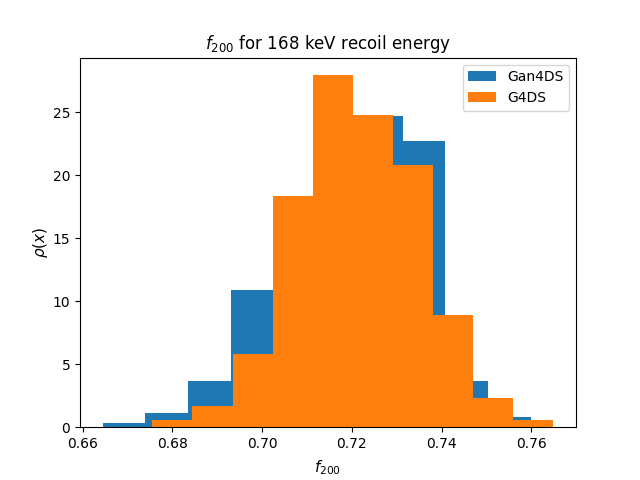 f₂₀₀ for 168 keV recoil energy
Gan4DS
G4DS
ρ(x)
25
20
15
10
5
0
0.66 0.68 0.70 0.72 0.74 0.76
f₂₀₀